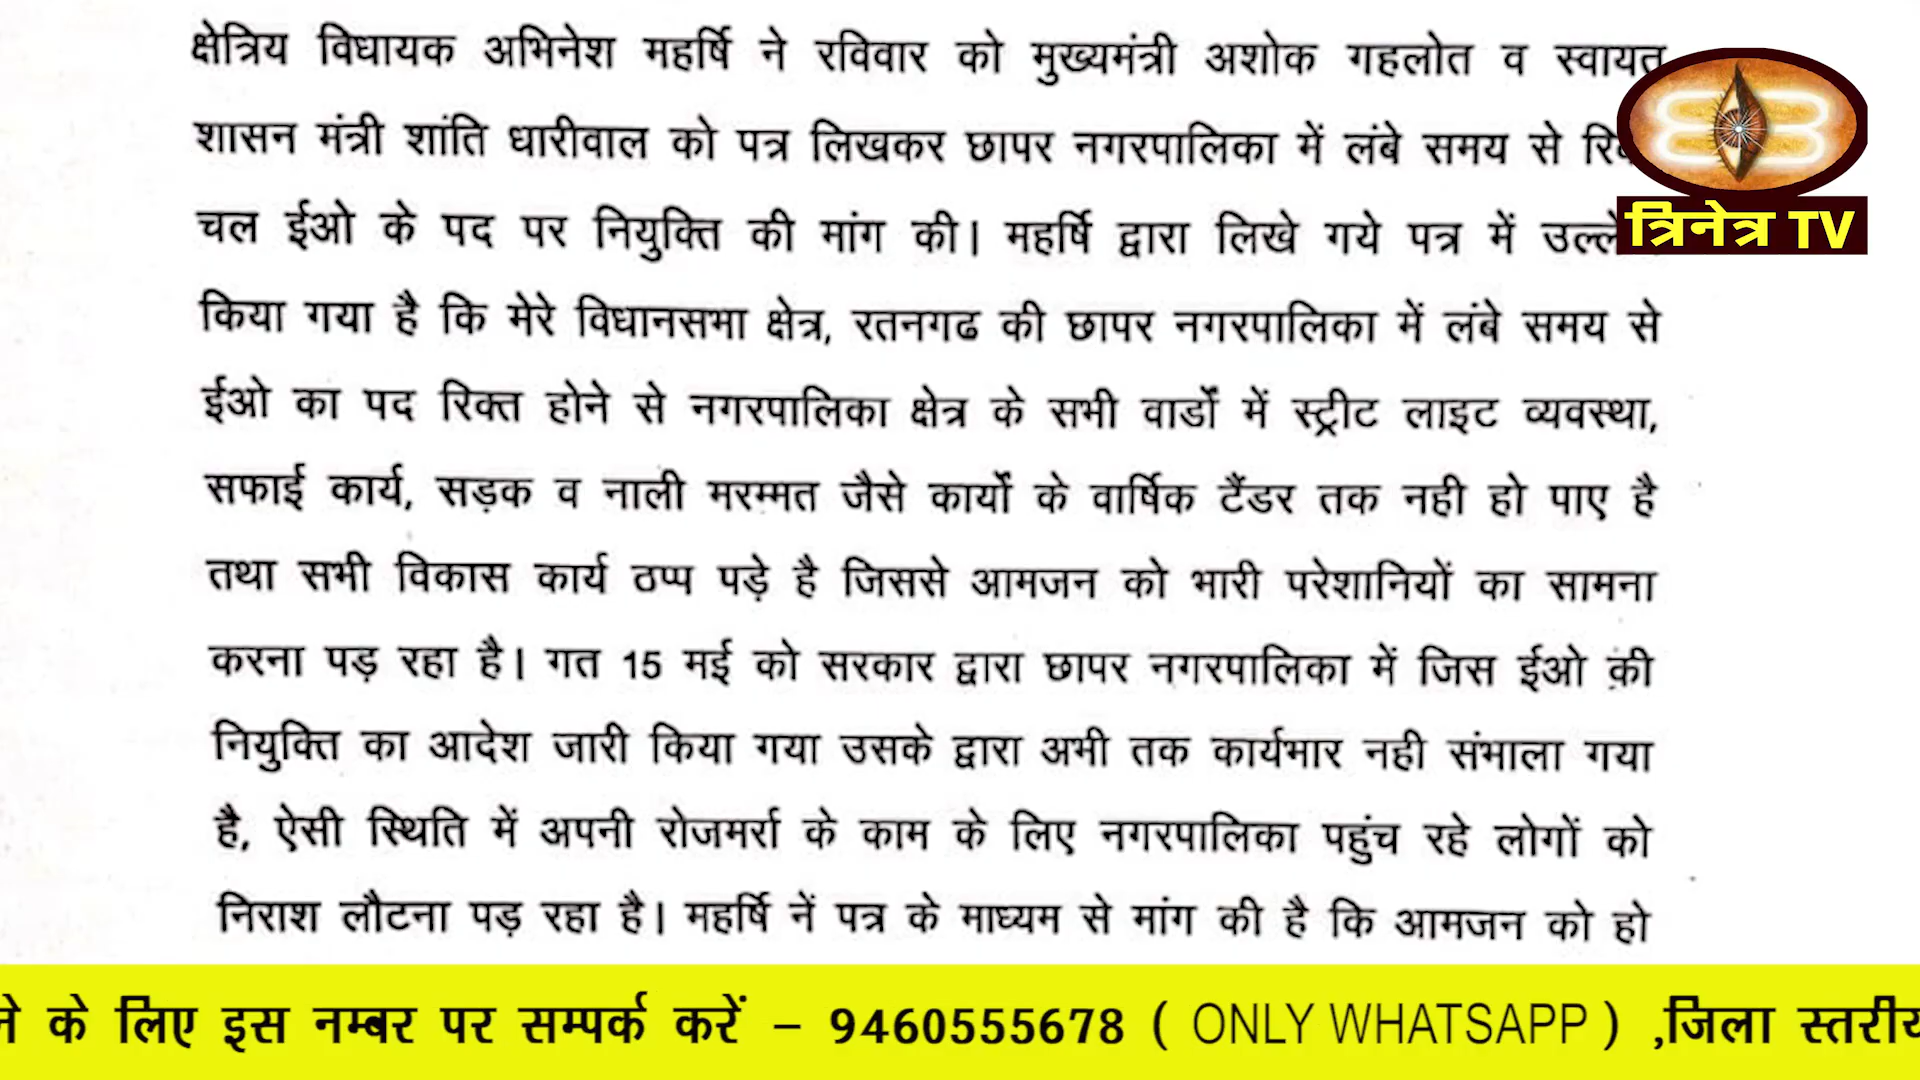 क्षेत्रिय विधायक अभिनेश महर्षि ने रविवार को मुख्यमंत्री अशोक गहलोत व स्वायत
शासन मंत्री शांति धारीवाल को पत्र लिखकर छापर नगरपालिका में लंबे समय से
चल ईओ के पद पर नियुक्ति की मांग की। महर्षि द्वारा लिखे गये पत्र में
त्रिनेत्र TV
किया गया है कि मेरे विधानसभा क्षेत्र, रतनगढ की छापर नगरपालिका में लंबे समय से
ईओ का पद रिक्त होने से नगरपालिका क्षेत्र के सभी वार्डों में स्ट्रीट लाइट व्यवस्था,
सफाई कार्य, सड़क व नाली मरम्मत जैसे कार्यों के वार्षिक टैंडर तक नही हो पाए है
तथा सभी विकास कार्य ठप्प पड़े है जिससे आमजन को भारी परेशानियों का सामना
करना पड़ रहा है। गत 15 मई को सरकार द्वारा छापर नगरपालिका में जिस ईओ की
नियुक्ति का आदेश जारी किया गया उसके द्वारा अभी तक कार्यभार नही संभाला गया
है, ऐसी स्थिति में अपनी रोजमर्रा के काम के लिए नगरपालिका पहुंच रहे लोगों को
निराश लौटना पड़ रहा है। महर्षि नें पत्र के माध्यम से मांग की है कि आमजन को हो
के लिए इस नम्बर पर सम्पर्क करें – 9460555678 ( ONLY WHATSAPP ) ,जिला स्तरीय